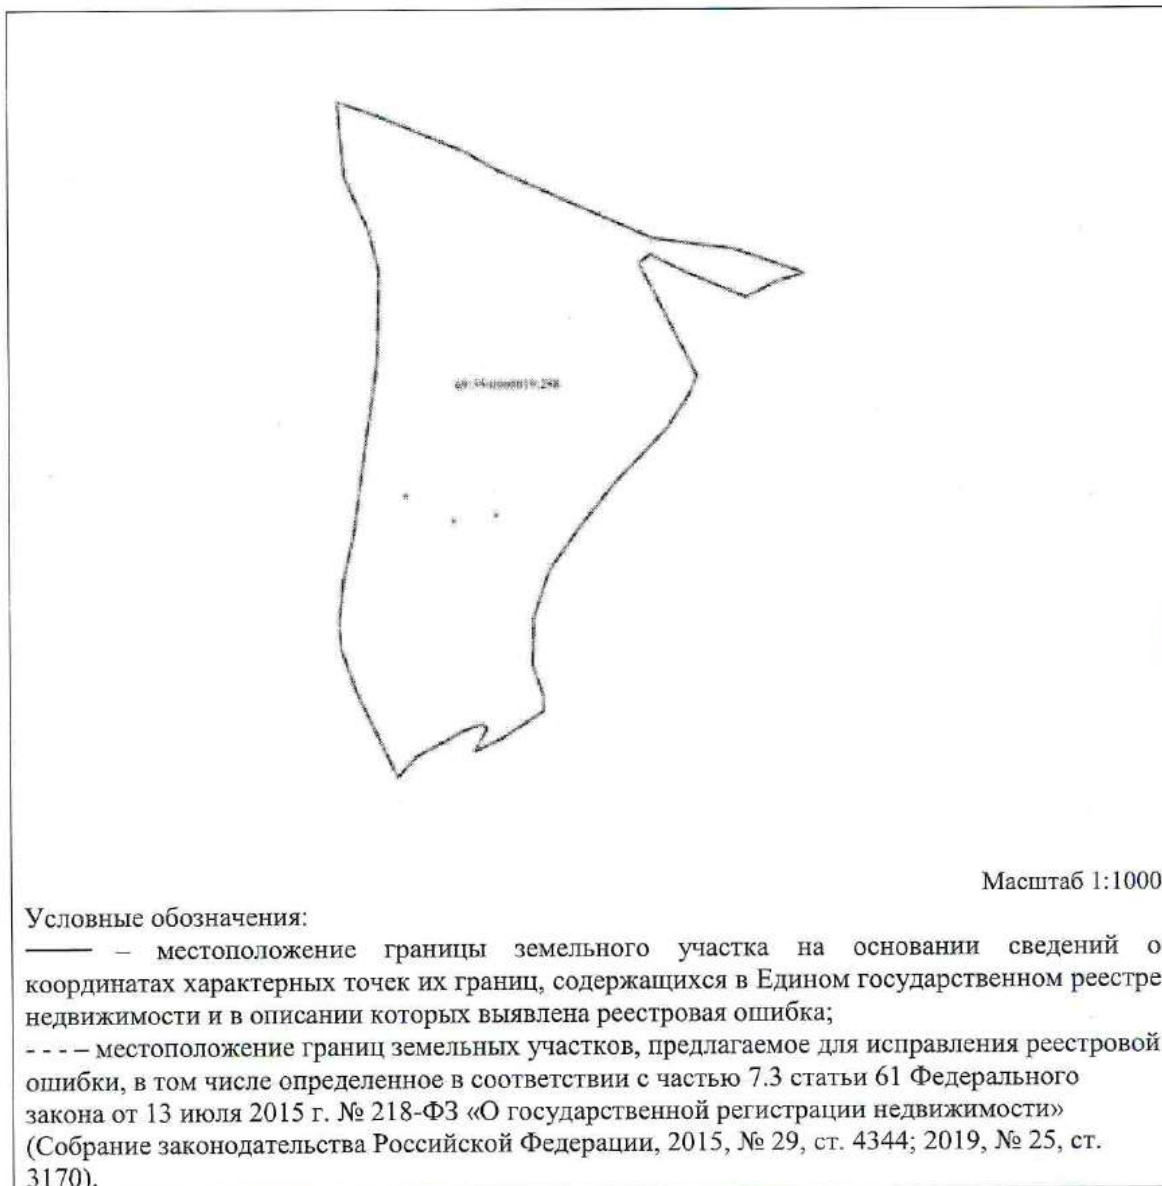 Масштаб 1:1000
Условные обозначения:
—— – местоположение границы земельного участка на основании сведений о
координатах характерных точек их границ, содержащихся в Едином государственном реестре
недвижимости и в описании которых выявлена реестровая ошибка;
- - - - – местоположение границ земельных участков, предлагаемое для исправления реестровой
ошибки, в том числе определенное в соответствии с частью 7.3 статьи 61 Федерального
закона от 13 июля 2015 г. № 218-ФЗ «О государственной регистрации недвижимости»
(Собрание законодательства Российской Федерации, 2015, № 29, ст. 4344; 2019, № 25, ст.
3170).